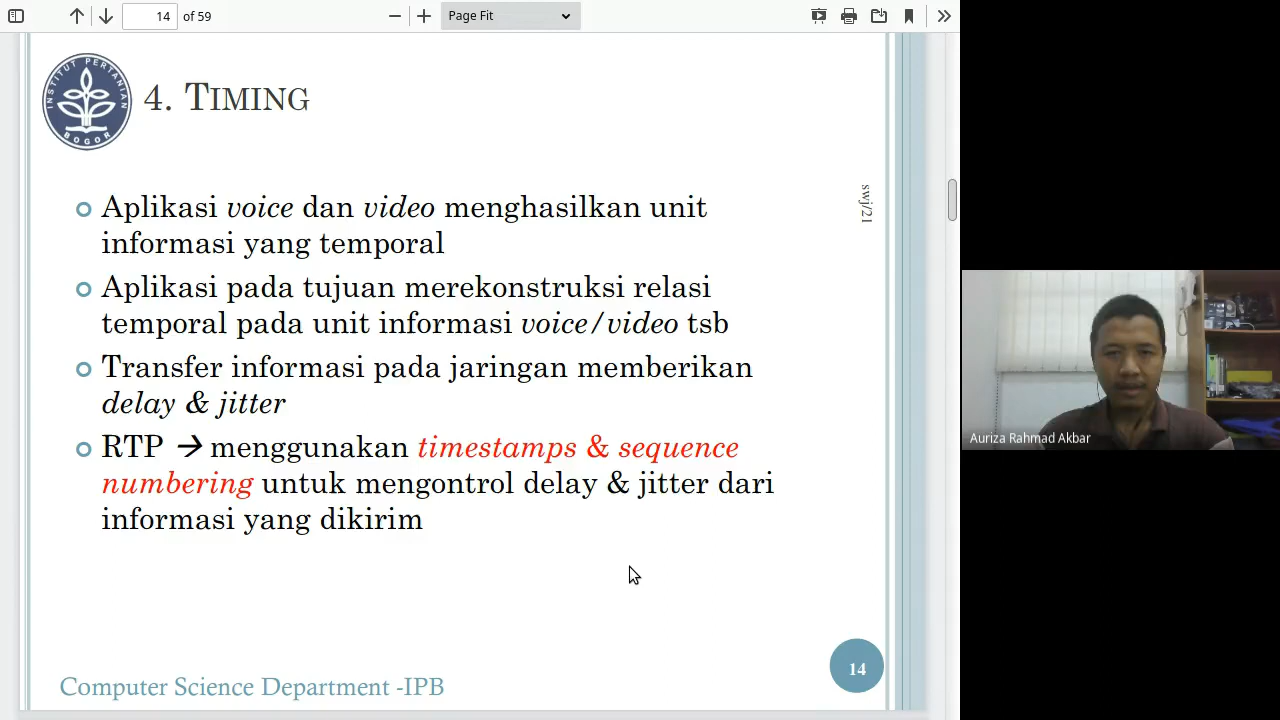 14 of 59
Page Fit
INSTITUT PERTANIAN
BOGOR
4. TIMING
swj/21
Aplikasi voice dan video menghasilkan unit
informasi yang temporal
Aplikasi pada tujuan merekonstruksi relasi
temporal pada unit informasi voice/video tsb
Transfer informasi pada jaringan memberikan
delay & jitter
RTP → menggunakan timestamps & sequence
numbering untuk mengontrol delay & jitter dari
informasi yang dikirim
14
Computer Science Department -IPB
Auriza Rahmad Akbar